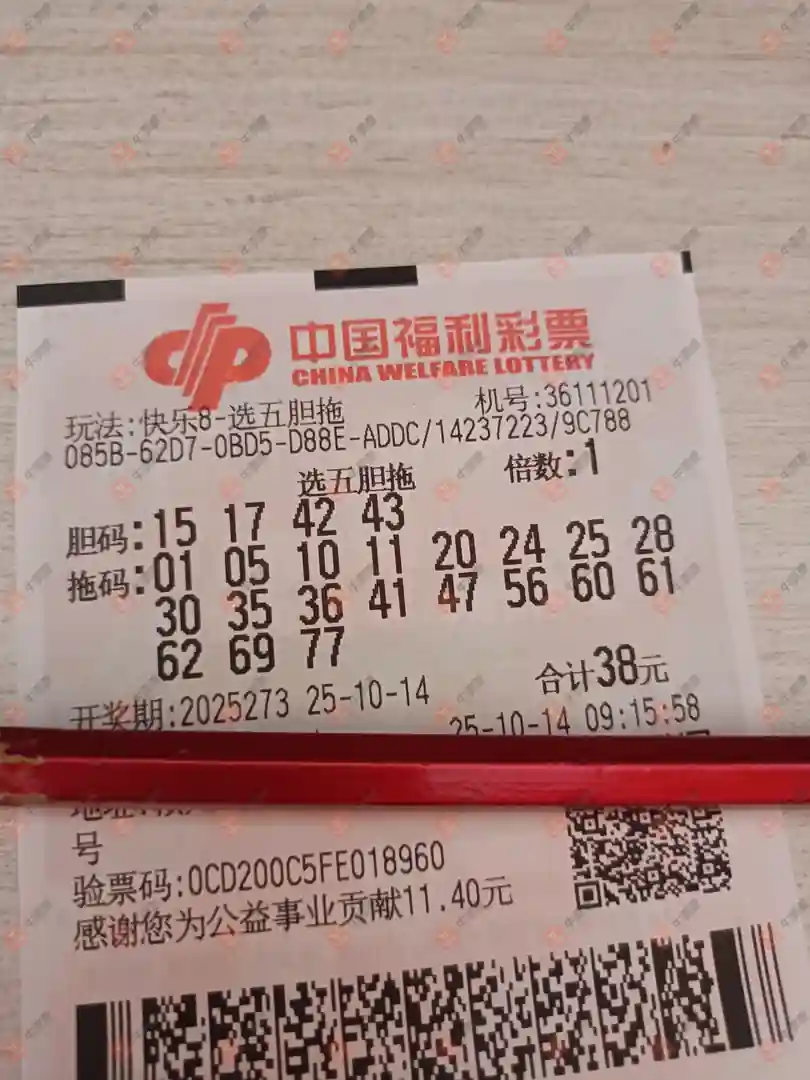 中国福利彩票
CHINA WELFARE LOTTERY
玩法:快乐8-选五胆拖 机号:36111201
085B-62D7-0BD5-D88E-ADDC/14237223/9C788
选五胆拖 倍数:1
胆码:15 17 42 43
拖码:01 05 10 11 20 24 25 28
30 35 36 41 47 56 60 61
62 69 77
合计38元
开奖期:2025273 25-10-14
25-10-14 09:15:58
地址:
号
验票码:0CD200C5FE018960
感谢您为公益事业贡献11.40元